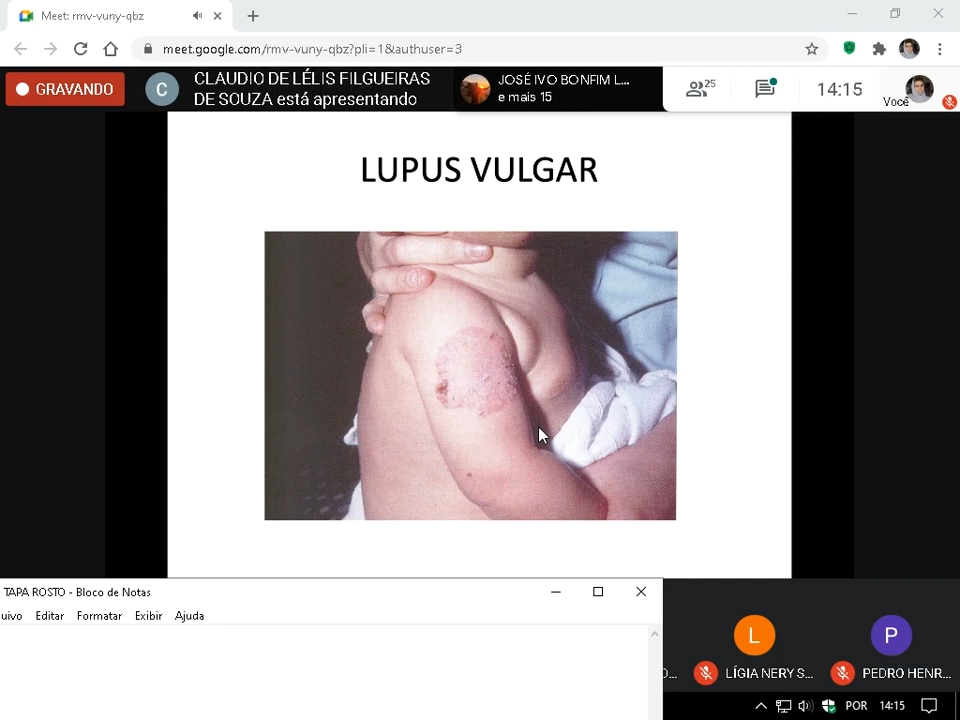 Meet: rmv-vuny-qbz
meet.google.com/rmv-vuny-qbz?pli=1&authuser=3
GRAVANDO
C
CLAUDIO DE LÉLIS FILGUEIRAS
DE SOUZA está apresentando
JOSÉ IVO BONFIM L...
e mais 15
25
14:15
Você
LUPUS VULGAR
TAPA ROSTO - Bloco de Notas
uivo Editar Formatar Exibir Ajuda
L
P
O...
LÍGIA NERY S...
PEDRO HENR...
POR 14:15